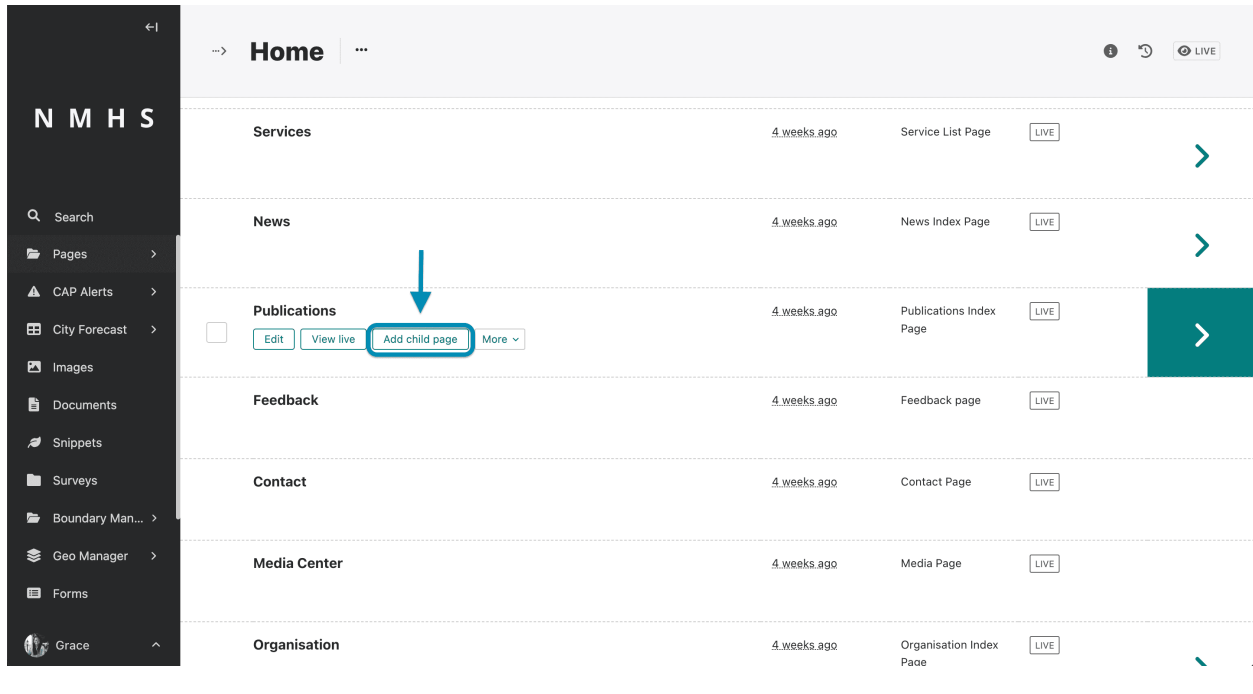 Home ...
LIVE
N M H S
Search
Pages
CAP Alerts
City Forecast
Images
Documents
Snippets
Surveys
Boundary Man...
Geo Manager
Forms
Grace
Services 4 weeks ago Service List Page LIVE
News 4 weeks ago News Index Page LIVE
Publications 4 weeks ago Publications Index LIVE
Page
Edit View live Add child page More
Feedback 4 weeks ago Feedback page LIVE
Contact 4 weeks ago Contact Page LIVE
Media Center 4 weeks ago Media Page LIVE
Organisation 4 weeks ago Organisation Index LIVE
Page